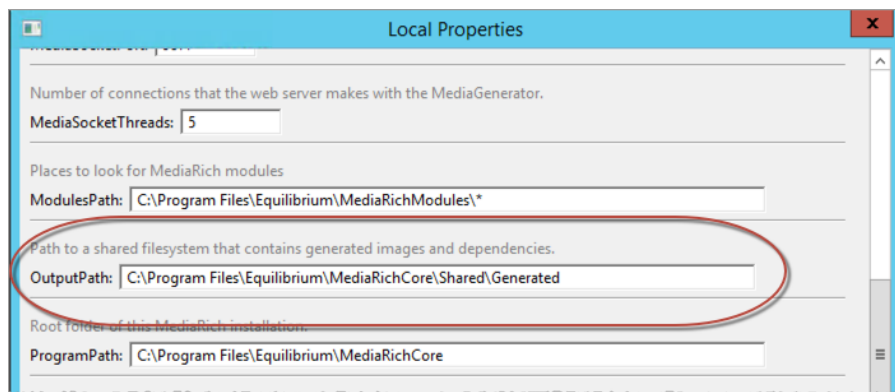 Local Properties
x
Number of connections that the web server makes with the MediaGenerator.
MediaSocketThreads: 5
Places to look for MediaRich modules
ModulesPath: C:\Program Files\Equilibrium\MediaRichModules\*
Path to a shared filesystem that contains generated images and dependencies.
OutputPath: C:\Program Files\Equilibrium\MediaRichCore\Shared\Generated
Root folder of this MediaRich installation.
ProgramPath: C:\Program Files\Equilibrium\MediaRichCore